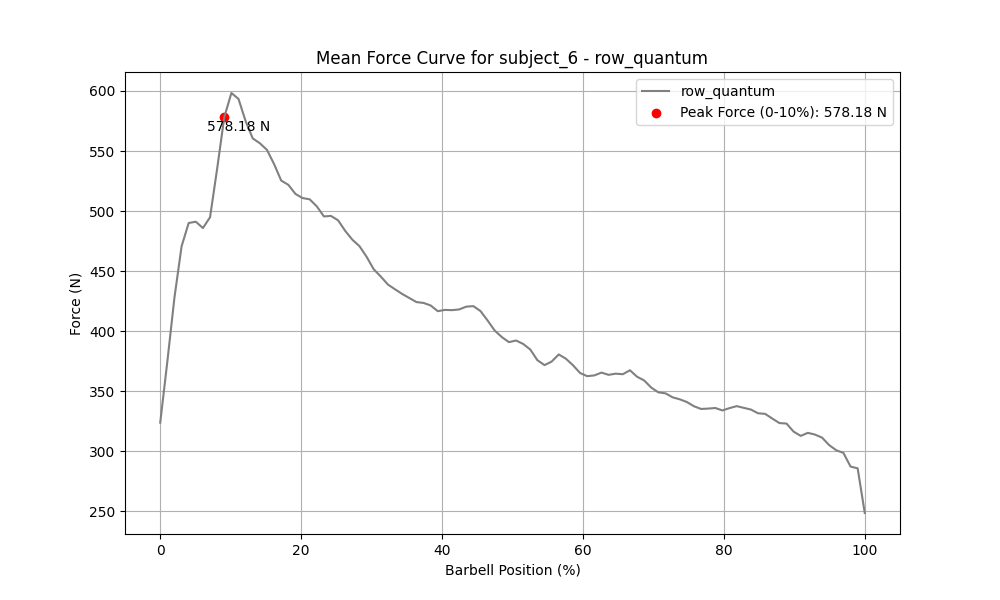 Mean Force Curve for subject_6 - row_quantum
row_quantum
Peak Force (0-10%): 578.18 N
578.18 N
600
550
500
450
400
350
300
250
Force (N)
0
20
40
60
80
100
Barbell Position (%)